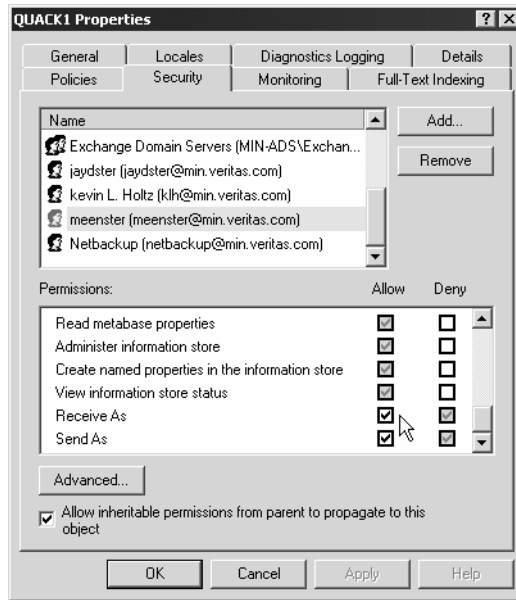 QUACK1 Properties
General Locales Diagnostics Logging Details
Policies Security Monitoring Full-Text Indexing
Name
Add...
Exchange Domain Servers (MIN-ADS\Exchan...
jaydster (jaydster@min.veritas.com)
Remove
kevin L. Holtz (klh@min.veritas.com)
meenster (meenster@min.veritas.com)
Netbackup (netbackup@min.veritas.com)
Permissions: Allow Deny
Read metabase properties
Administer information store
Create named properties in the information store
View information store status
Receive As
Send As
Advanced...
Allow inheritable permissions from parent to propagate to this
object
OK Cancel Apply Help